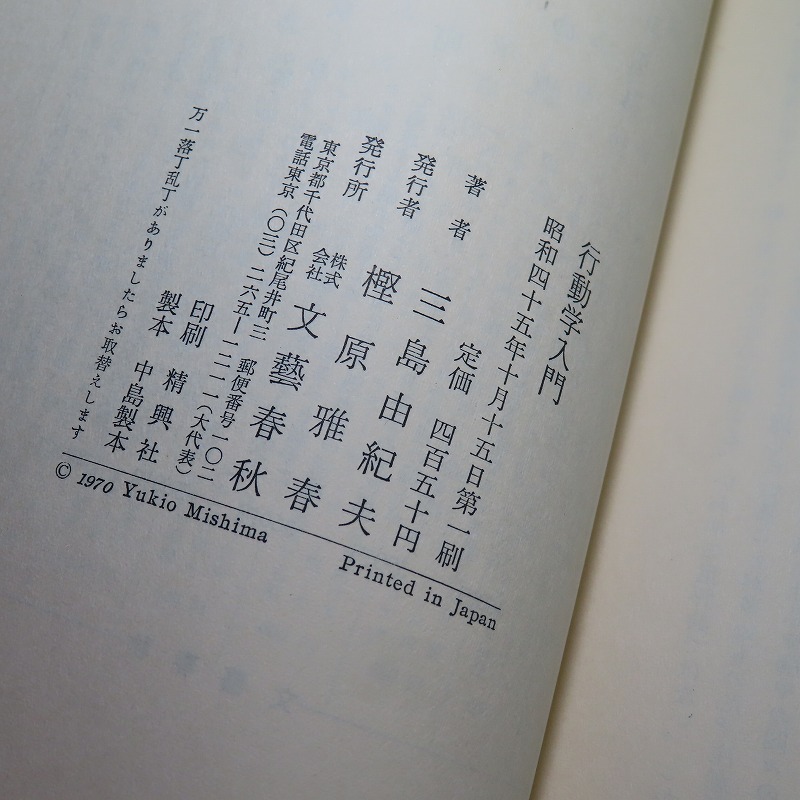 行動学入門
昭和四十五年十月十五日第一刷
定価 四百五十円
著者 三島由紀夫
発行者 樫原雅春
発行所 株式会社 文藝春秋
東京都千代田区紀尾井町三 郵便番号一〇二
電話東京(〇三)二六五―一二一一(大代表)
印刷 精興社
製本 中島製本
万一落丁乱丁がありましたらお取替えします
© 1970 Yukio Mishima Printed in Japan